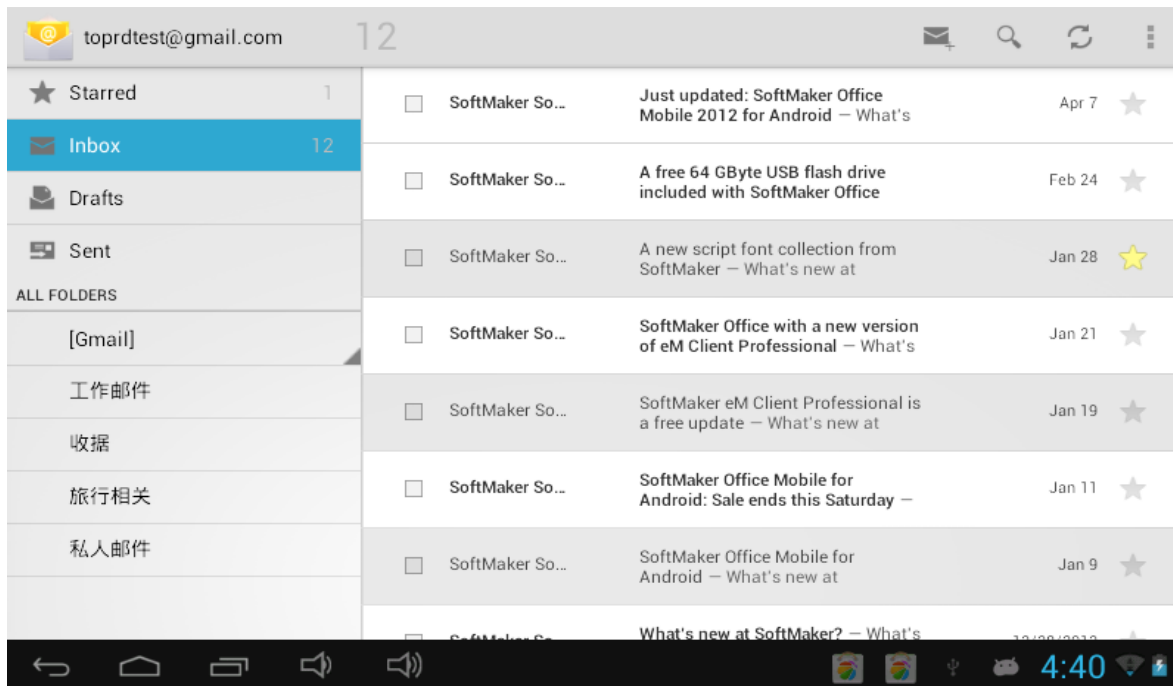 toprdtest@gmail.com 12
Starred 1
Inbox 12
Drafts
Sent
ALL FOLDERS
[Gmail]
工作邮件
收据
旅行相关
私人邮件
SoftMaker So...
Just updated: SoftMaker Office
Mobile 2012 for Android — What's
Apr 7
SoftMaker So...
A free 64 GByte USB flash drive
included with SoftMaker Office
Feb 24
SoftMaker So...
A new script font collection from
SoftMaker — What's new at
Jan 28
SoftMaker So...
SoftMaker Office with a new version
of eM Client Professional — What's
Jan 21
SoftMaker So...
SoftMaker eM Client Professional is
a free update — What's new at
Jan 19
SoftMaker So...
SoftMaker Office Mobile for
Android: Sale ends this Saturday —
Jan 11
SoftMaker So...
SoftMaker Office Mobile for
Android — What's new at
Jan 9
SoftMaker So...
What's new at SoftMaker? — What's
4:40